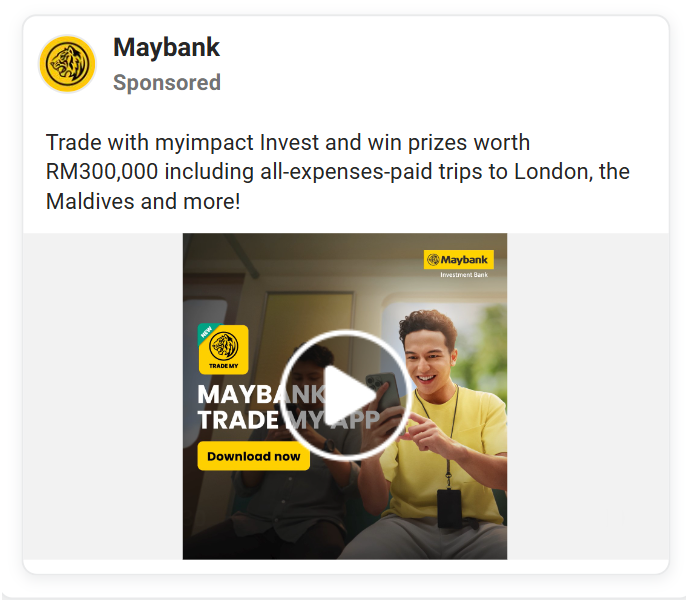 Maybank
Sponsored
Trade with myimpact Invest and win prizes worth
RM300,000 including all-expenses-paid trips to London, the
Maldives and more!
Maybank
Investment Bank
NEW
TRADE MY
MAYBANK
TRADE MY APP
Download now